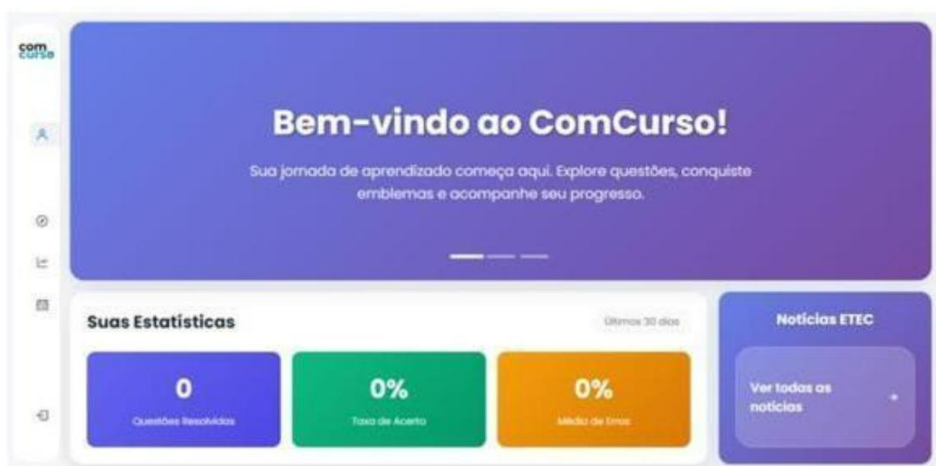 com
curso
Bem-vindo ao ComCurso!
Sua jornada de aprendizado começa aqui. Explore questões, conquiste
emblemas e acompanhe seu progresso.
Suas Estatísticas
Últimos 30 dias
Notícias ETEC
0
Questões Resolvidas
0%
Taxa de Acerto
0%
Média de Erros
Ver todas as
notícias